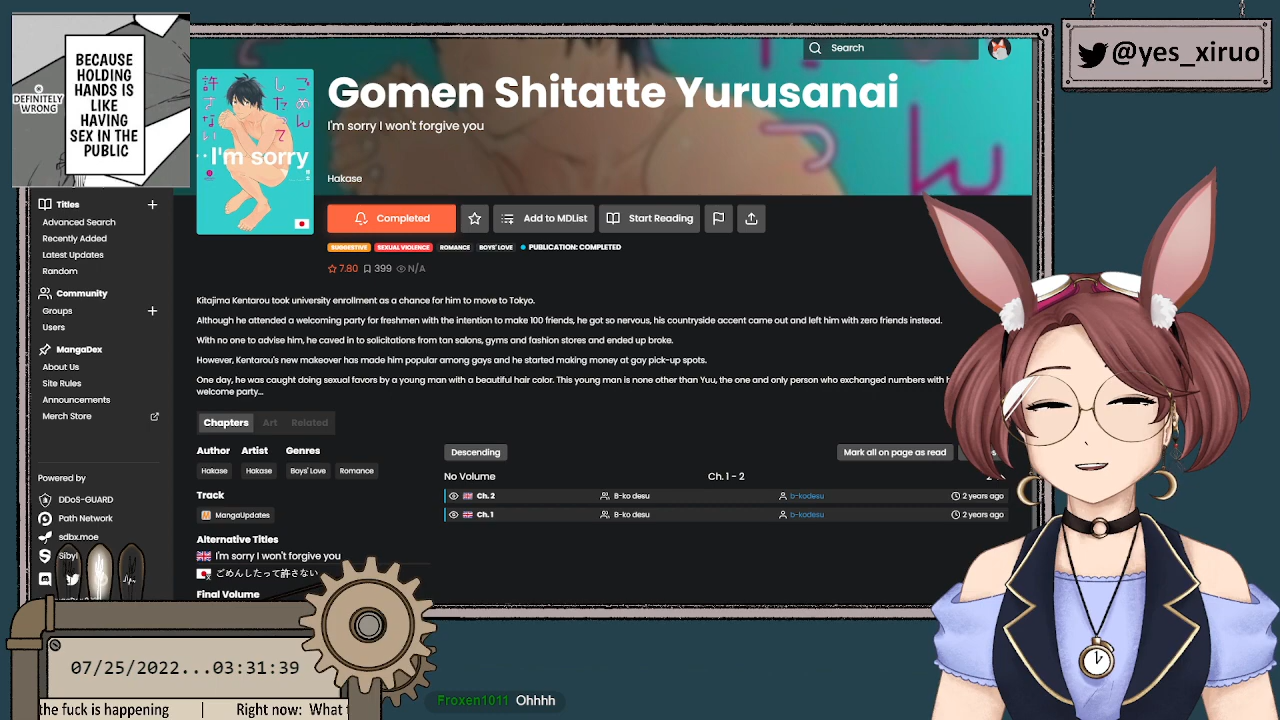 BECAUSE
HOLDING
HANDS IS
LIKE
HAVING
SEX IN THE
PUBLIC
DEFINITELY
WRONG
@yes_xiruo
Search
Gomen Shitatte Yurusanai
I'm sorry I won't forgive you
Hakase
ごめん
したって
許さない
I'm sorry
Completed
Add to MDList
Start Reading
SUGGESTIVE SEXUAL VIOLENCE ROMANCE BOYS' LOVE PUBLICATION: COMPLETED
7.80 399 N/A
Titles
Advanced Search
Recently Added
Latest Updates
Random
Community
Groups
Users
MangaDex
About Us
Site Rules
Announcements
Merch Store
Powered by
DDoS-GUARD
Path Network
sdbx.moe
Kitajima Kentarou took university enrollment as a chance for him to move to Tokyo.
Although he attended a welcoming party for freshmen with the intention to make 100 friends, he got so nervous, his countryside accent came out and left him with zero friends instead.
With no one to advise him, he caved in to solicitations from tan salons, gyms and fashion stores and ended up broke.
However, Kentarou's new makeover has made him popular among gays and he started making money at gay pick-up spots.
One day, he was caught doing sexual favors by a young man with a beautiful hair color. This young man is none other than Yuu, the one and only person who exchanged numbers with
welcome party...
Chapters Art Related
Author Artist Genres
Hakase Hakase Boys' Love Romance
Track
MangaUpdates
Alternative Titles
I'm sorry I won't forgive you
ごめんしたって許さない
Final Volume
Descending
Mark all on page as read
No Volume Ch. 1 - 2
Ch. 2 B-ko desu b-kodesu 2 years ago
Ch. 1 B-ko desu b-kodesu 2 years ago
07/25/2022...03:31:39
the fuck is happening | Right now: What
Froxen1011 Ohhhh